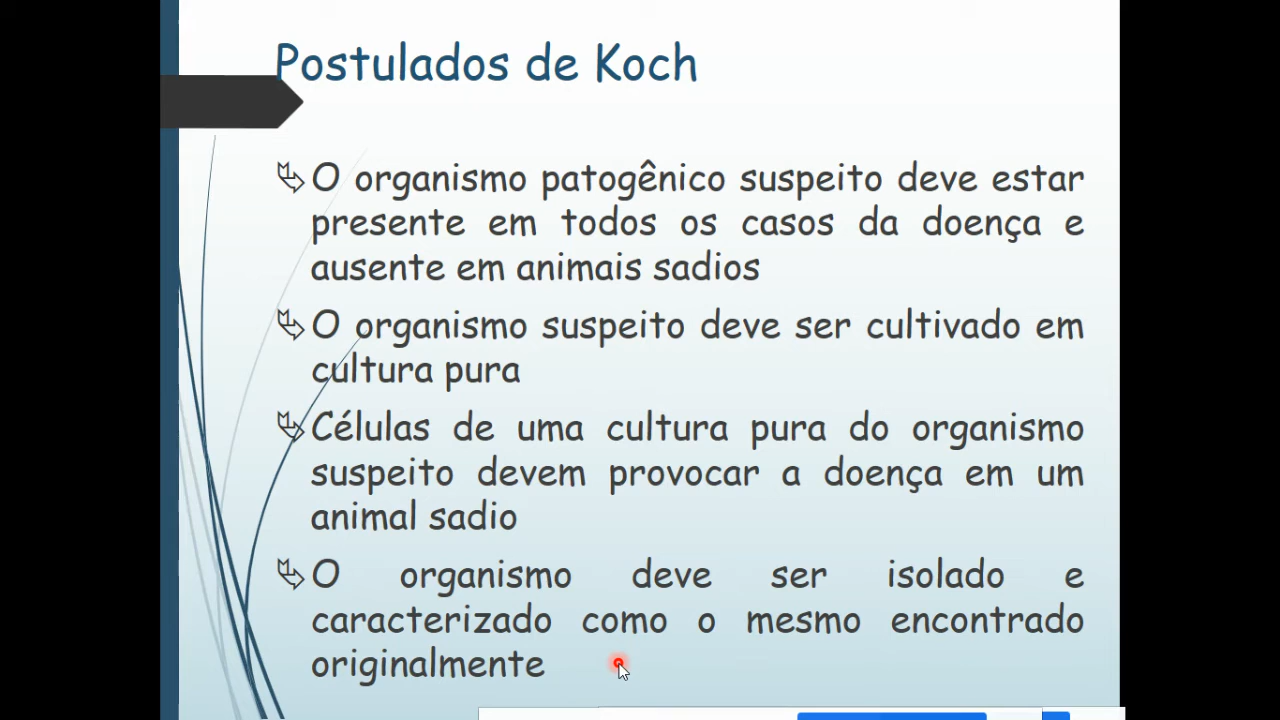 Postulados de Koch
O organismo patogênico suspeito deve estar
presente em todos os casos da doença e
ausente em animais sadios
O organismo suspeito deve ser cultivado em
cultura pura
Células de uma cultura pura do organismo
suspeito devem provocar a doença em um
animal sadio
O organismo deve ser isolado e
caracterizado como o mesmo encontrado
originalmente